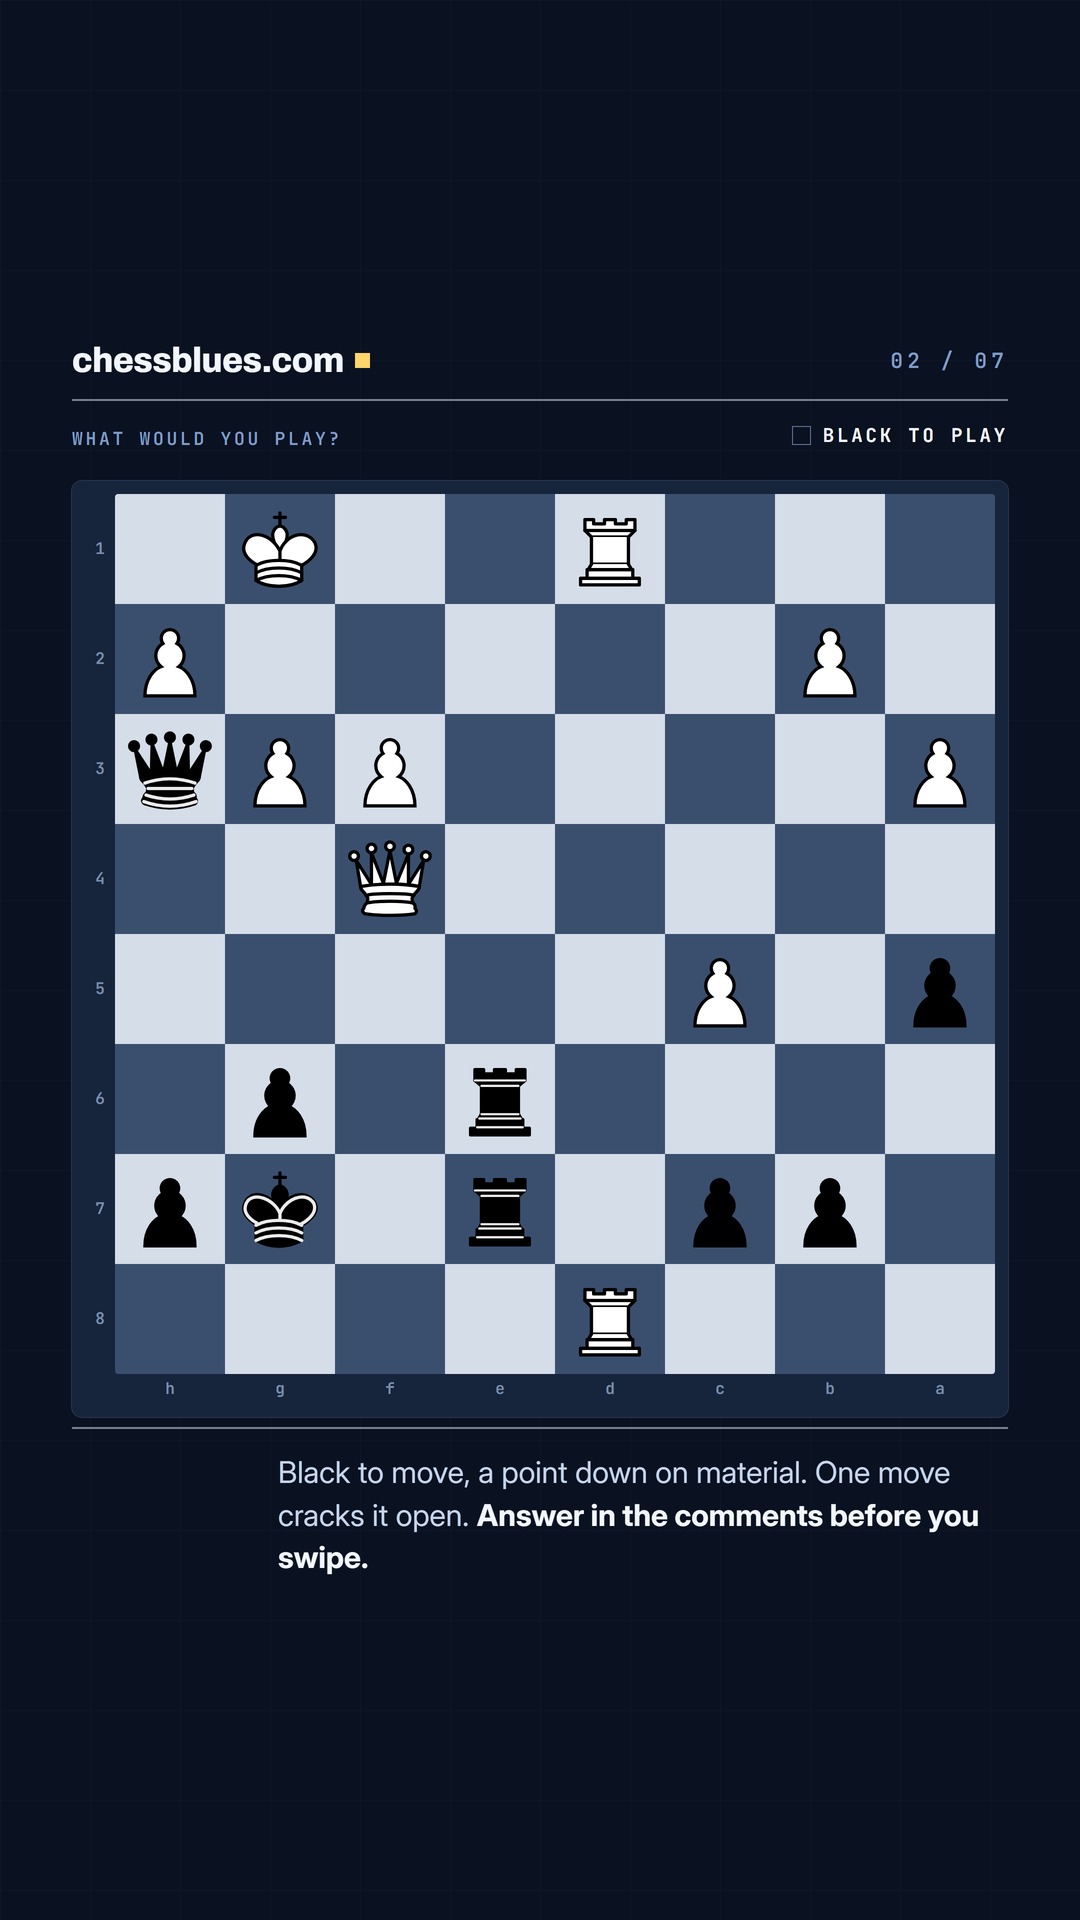 chessblues.com
02 / 07
WHAT WOULD YOU PLAY?
BLACK TO PLAY
1
2
3
4
5
6
7
8
h g f e d c b a
Black to move, a point down on material. One move
cracks it open. Answer in the comments before you
swipe.